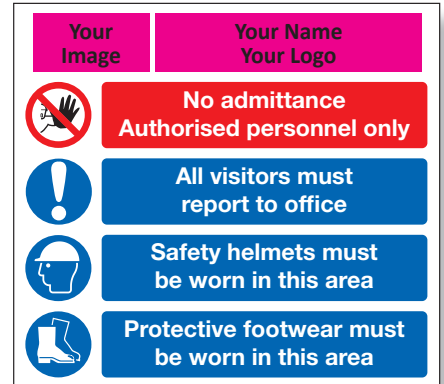 Your
Image
Your Name
Your Logo
No admittance
Authorised personnel only
All visitors must
report to office
Safety helmets must
be worn in this area
Protective footwear must
be worn in this area